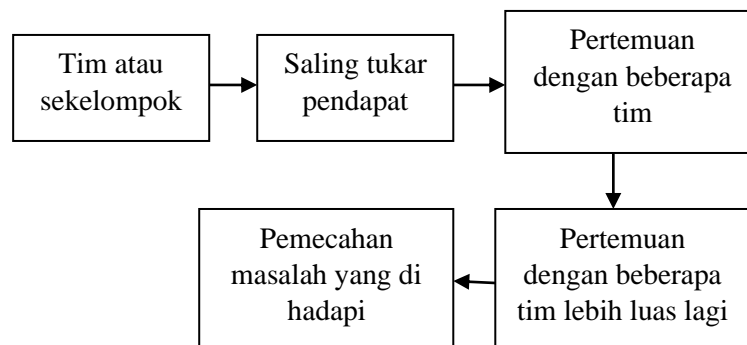 Tim atau
sekelompok
Saling tukar
pendapat
Pertemuan
dengan beberapa
tim
Pertemuan
dengan beberapa
tim lebih luas lagi
Pemecahan
masalah yang di
hadapi